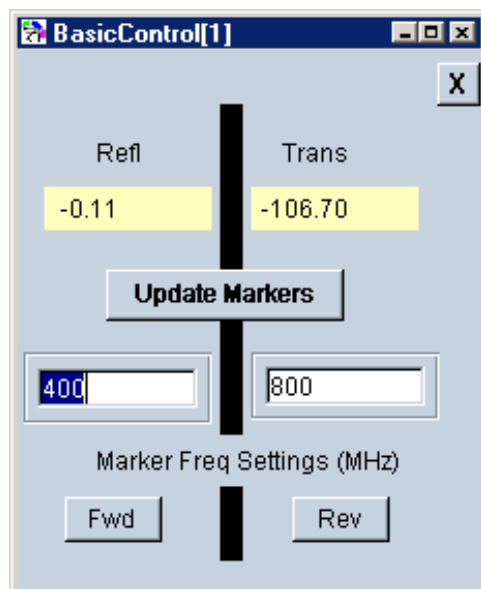 BasicControl[1]
X
Refl Trans
-0.11 -106.70
Update Markers
400 800
Marker Freq Settings (MHz)
Fwd Rev